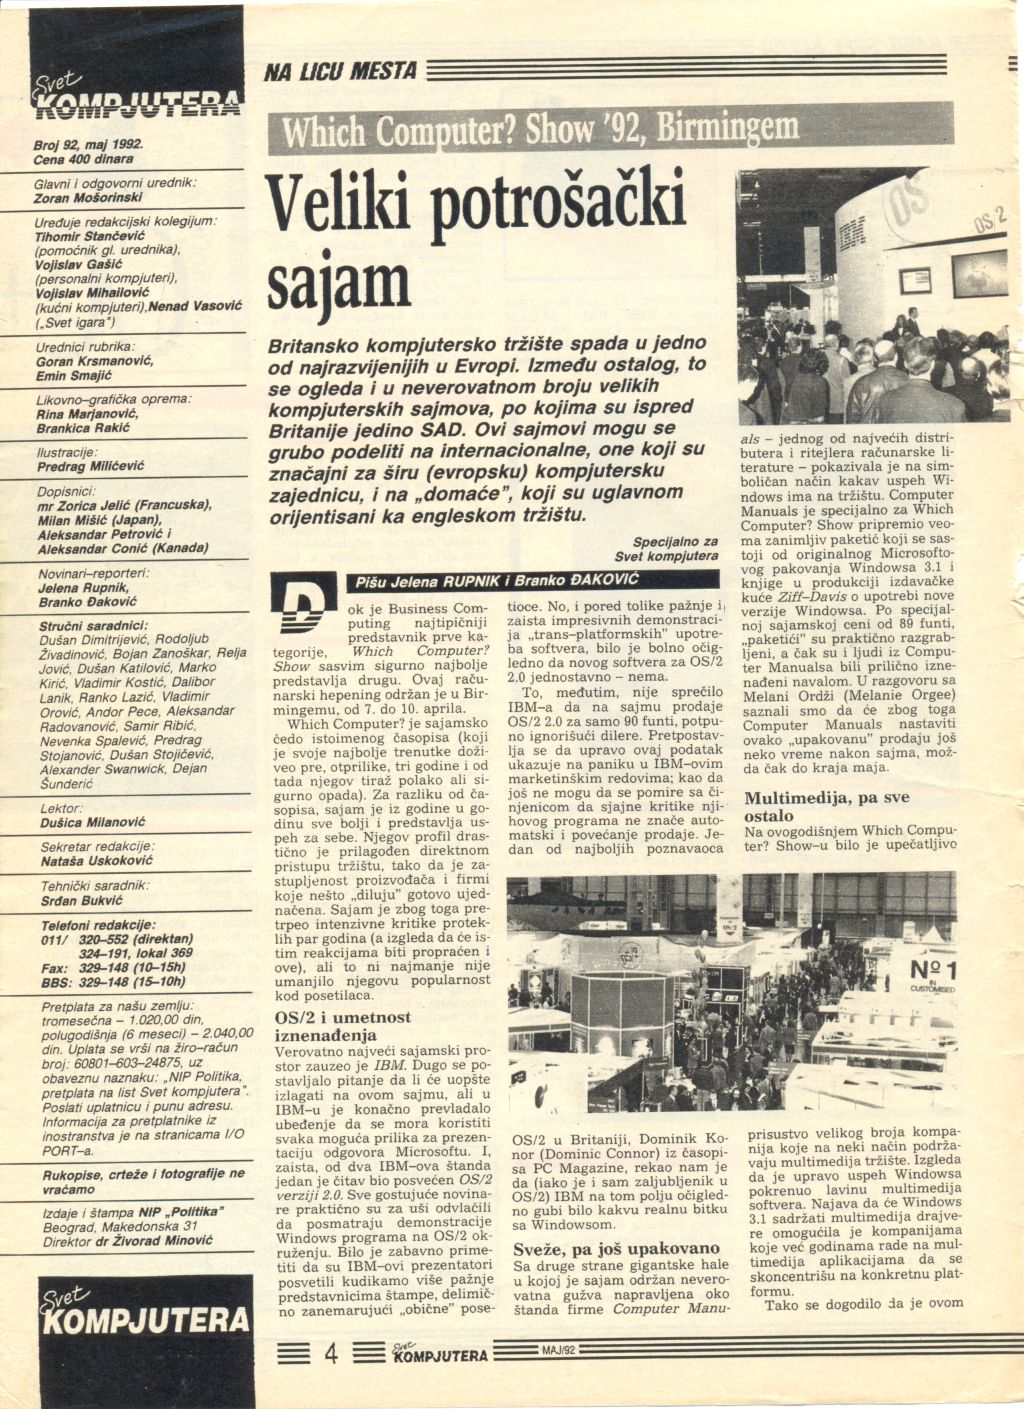 Svet
KOMPJUTERA
Broj 92, maj 1992.
Cena 400 dinara
Glavni i odgovorni urednik:
Zoran Mošorinski
Uređuje redakcijski kolegijum:
Tihomir Stančević
(pomoćnik gl. urednika),
Vojislav Gašić
(personalni kompjuteri),
Vojislav Mihailović
(kućni kompjuteri),Nenad Vasović
(„Svet igara”)
Urednici rubrika:
Goran Krsmanović,
Emin Smajić
Likovno–grafička oprema:
Rina Marjanović,
Brankica Rakić
Ilustracije:
Predrag Milićević
Dopisnici:
mr Zorica Jelić (Francuska),
Milan Mišić (Japan),
Aleksandar Petrović i
Aleksandar Conić (Kanada)
Novinari–reporteri:
Jelena Rupnik,
Branko Đaković
Stručni saradnici:
Dušan Dimitrijević, Rodoljub
Živadinović, Bojan Zanoškar, Relja
Jović, Dušan Katilović, Marko
Kirić, Vladimir Kostić, Dalibor
Lanik, Ranko Lazić, Vladimir
Orović, Andor Pece, Aleksandar
Radovanović, Samir Ribić,
Nevenka Spalević, Predrag
Stojanović, Dušan Stojičević,
Alexander Swanwick, Dejan
Šunderić
Lektor:
Dušica Milanović
Sekretar redakcije:
Nataša Uskoković
Tehnički saradnik:
Srđan Bukvić
Telefoni redakcije:
011/ 320–552 (direktan)
324–191, lokal 369
Fax: 329–148 (10–15h)
BBS: 329–148 (15–10h)
Pretplata za našu zemlju:
tromesečna – 1.020,00 din,
polugodišnja (6 meseci) – 2.040,00
din. Uplata se vrši na žiro–račun
broj: 60801–603–24875, uz
obaveznu naznaku: „NIP Politika,
pretplata na list Svet kompjutera”.
Poslati uplatnicu i punu adresu.
Informacija za pretplatnike iz
inostranstva je na stranicama I/O
PORT–a.
Rukopise, crteže i fotografije ne
vraćamo
Izdaje i štampa NIP „Politika”
Beograd, Makedonska 31
Direktor dr Živorad Minović
Svet
KOMPJUTERA
NA LICU MESTA
Which Computer? Show '92, Birmingem
Veliki potrošački
sajam
Britansko kompjutersko tržište spada u jedno
od najrazvijenijih u Evropi. Između ostalog, to
se ogleda i u neverovatnom broju velikih
kompjuterskih sajmova, po kojima su ispred
Britanije jedino SAD. Ovi sajmovi mogu se
grubo podeliti na internacionalne, one koji su
značajni za širu (evropsku) kompjutersku
zajednicu, i na „domaće”, koji su uglavnom
orijentisani ka engleskom tržištu.
Specijalno za
Svet kompjutera
Pišu Jelena RUPNIK i Branko ĐAKOVIĆ
Dok je Business Com-
puting najtipičniji
predstavnik prve ka-
tegorije, Which Computer?
Show sasvim sigurno najbolje
predstavlja drugu. Ovaj raču-
narski hepening održan je u Bir-
mingemu, od 7. do 10. aprila.
Which Computer? je sajamsko
čedo istoimenog časopisa (koji
je svoje najbolje trenutke doži-
veo pre, otprilike, tri godine i od
tada njegov tiraž polako ali si-
gurno opada). Za razliku od ča-
sopisa, sajam je iz godine u go-
dinu sve bolji i predstavlja us-
peh za sebe. Njegov profil dras-
tično je prilagođen direktnom
pristupu tržištu, tako da je za-
stupljenost proizvođača i firmi
koje nešto „diluju” gotovo ujed-
načena. Sajam je zbog toga pre-
trpeo intenzivne kritike protek-
lih par godina (a izgleda da će is-
tim reakcijama biti propraćen i
ove), ali to ni najmanje nije
umanjilo njegovu popularnost
kod posetilaca.
OS/2 i umetnost
iznenađenja
Verovatno najveći sajamski pro-
stor zauzeo je IBM. Dugo se po-
stavljalo pitanje da li će uopšte
izlagati na ovom sajmu, ali u
IBM-u je konačno prevladalo
ubeđenje da se mora koristiti
svaka moguća prilika za prezen-
taciju odgovora Microsoftu. I,
zaista, od dva IBM-ova štanda
jedan je čitav bio posvećen OS/2
verziji 2.0. Sve gostujuće novina-
re praktično su za uši odvlačili
da posmatraju demonstracije
Windows programa na OS/2 ok-
ruženju. Bilo je zabavno prime-
titi da su IBM–ovi prezentatori
posvetili kudikamo više pažnje
predstavnicima štampe, delimič-
no zanemarujući „obične” pose-
tioce. No, i pored tolike pažnje i
zaista impresivnih demonstraci-
ja „trans–platformskih” upotre-
ba softvera, bilo je bolno očig-
ledno da novog softvera za OS/2
2.0 jednostavno – nema.
To, međutim, nije sprečilo
IBM–a da na sajmu prodaje
OS/2 2.0 za samo 90 funti, potpu-
no ignorišući dilere. Pretpostav-
lja se da upravo ovaj podatak
ukazuje na paniku u IBM–ovim
marketinškim redovima; kao da
još ne mogu da se pomire sa či-
njenicom da sjajne kritike nji-
hovog programa ne znače auto-
matski i povećanje prodaje. Je-
dan od najboljih poznavaoca
OS/2 u Britaniji, Dominik Ko-
nor (Dominic Connor) iz časopi-
sa PC Magazine, rekao nam je
da (iako je i sam zaljubljenik u
OS/2) IBM na tom polju očigled-
no gubi bilo kakvu realnu bitku
sa Windowsom.
Sveže, pa još upakovano
Sa druge strane gigantske hale
u kojoj je sajam održan nevero-
vatna gužva napravljena oko
štanda firme Computer Manu-
IBM
OS
OS 2
als – jednog od najvećih distri-
butera i ritejlera računarske li-
terature – pokazivala je na sim-
boličan način kakav uspeh Wi-
ndows ima na tržištu. Computer
Manuals je specijalno za Which
Computer? Show pripremio veo-
ma zanimljiv paketić koji se sas-
toji od originalnog Microsofto-
vog pakovanja Windowsa 3.1 i
knjige u produkciji izdavačke
kuće Ziff–Davis o upotrebi nove
verzije Windowsa. Po specijal-
noj sajamskoj ceni od 89 funti,
„paketići” su praktično razgrab-
ljeni, a čak su i ljudi iz Compu-
ter Manualsa bili prilično izne-
nađeni navalom. U razgovoru sa
Melani Ordži (Melanie Orgee)
saznali smo da će zbog toga
Computer Manuals nastaviti
ovako „upakovanu” prodaju još
neko vreme nakon sajma, mož-
da čak do kraja maja.
Multimedija, pa sve
ostalo
Na ovogodišnjem Which Compu-
ter? Show–u bilo je upečatljivo
OS/2
Nº 1
IN
CUSTOMISED
prisustvo velikog broja kompa-
nija koje na neki način podrža-
vaju multimedija tržište. Izgleda
da je upravo uspeh Windowsa
pokrenuo lavinu multimedija
softvera. Najava da će Windows
3.1 sadržati multimedija drajve-
re omogućila je kompanijama
koje već godinama rade na mul-
timedija aplikacijama da se
skoncentrišu na konkretnu plat-
formu.
Tako se dogodilo da je ovom
4
Svet
KOMPJUTERA
MAJ/92